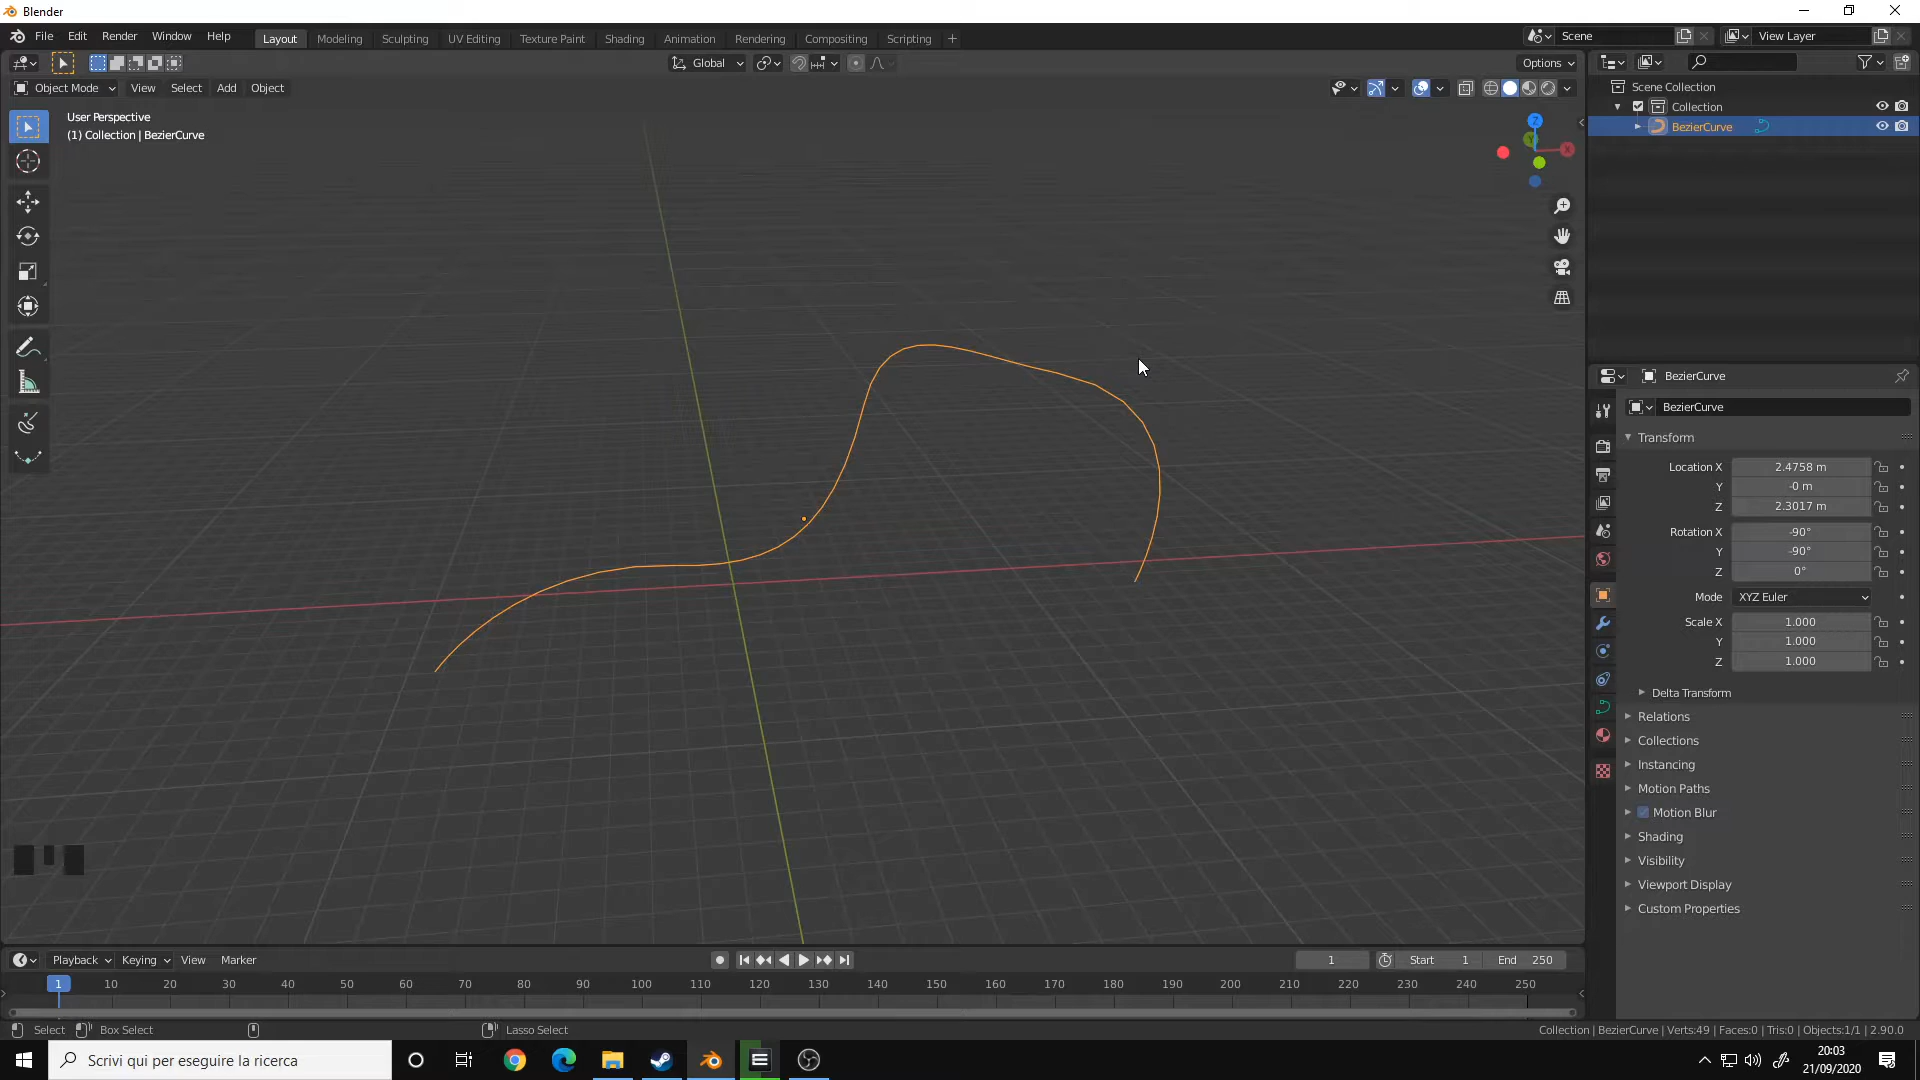 Blender
File Edit Render Window Help
Layout Modeling Sculpting UV Editing Texture Paint Shading Animation Rendering Compositing Scripting +
Scene
View Layer
Global
Options
Object Mode View Select Add Object
User Perspective
(1) Collection | BezierCurve
Z
Y
X
Scene Collection
Collection
BezierCurve
BezierCurve
BezierCurve
Transform
Location X 2.4758 m
Y -0 m
Z 2.3017 m
Rotation X -90°
Y -90°
Z 0°
Mode XYZ Euler
Scale X 1.000
Y 1.000
Z 1.000
Delta Transform
Relations
Collections
Instancing
Motion Paths
Motion Blur
Shading
Visibility
Viewport Display
Custom Properties
Playback Keying View Marker
1 Start 1 End 250
1 10 20 30 40 50 60 70 80 90 100 110 120 130 140 150 160 170 180 190 200 210 220 230 240 250
Select Box Select Lasso Select
Collection | BezierCurve | Verts:49 | Faces:0 | Tris:0 | Objects:1/1 | 2.90.0
Scrivi qui per eseguire la ricerca
20:03
21/09/2020